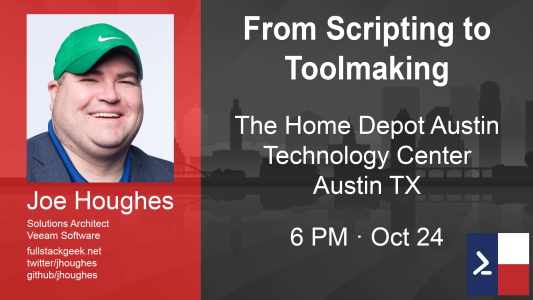 From Scripting to
Toolmaking
The Home Depot Austin
Technology Center
Austin TX
6 PM · Oct 24
Joe Houghes
Solutions Architect
Veeam Software
fullstackgeek.net
twitter/jhoughes
github/jhoughes